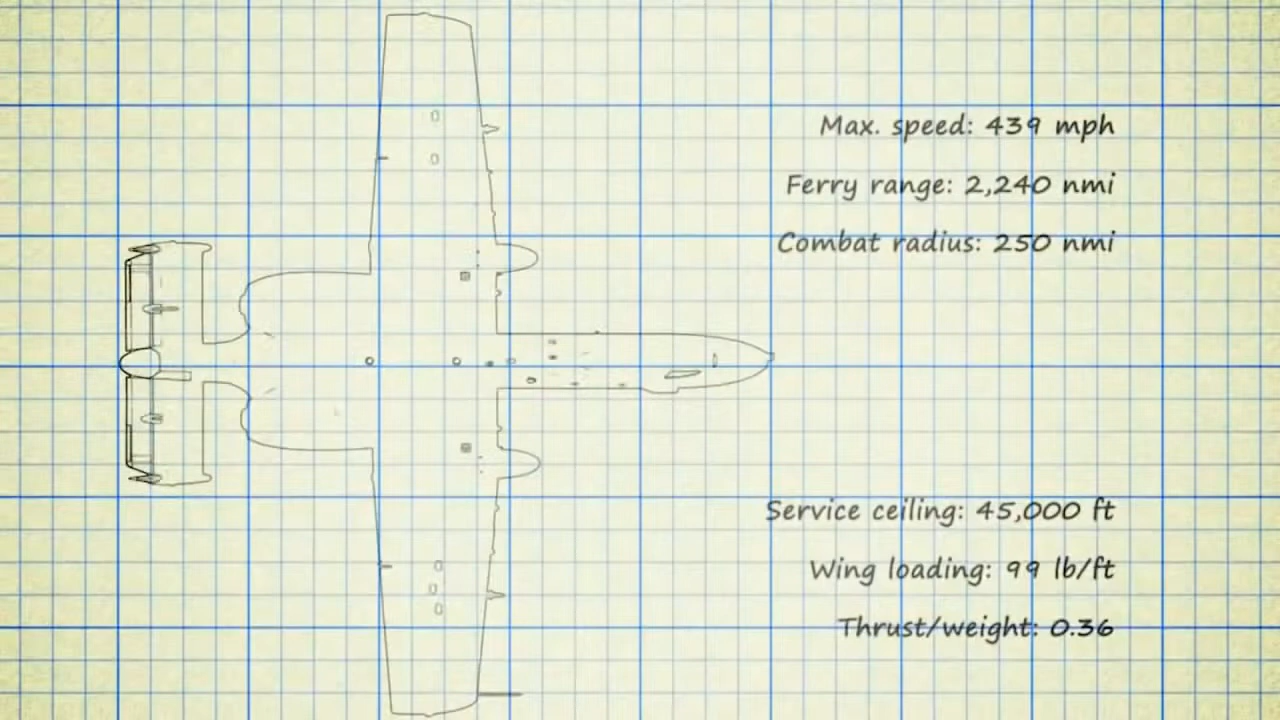 Max. speed: 439 mph
Ferry range: 2,240 nmi
Combat radius: 250 nmi
Service ceiling: 45,000 ft
Wing loading: 99 lb/ft
Thrust/weight: 0.36